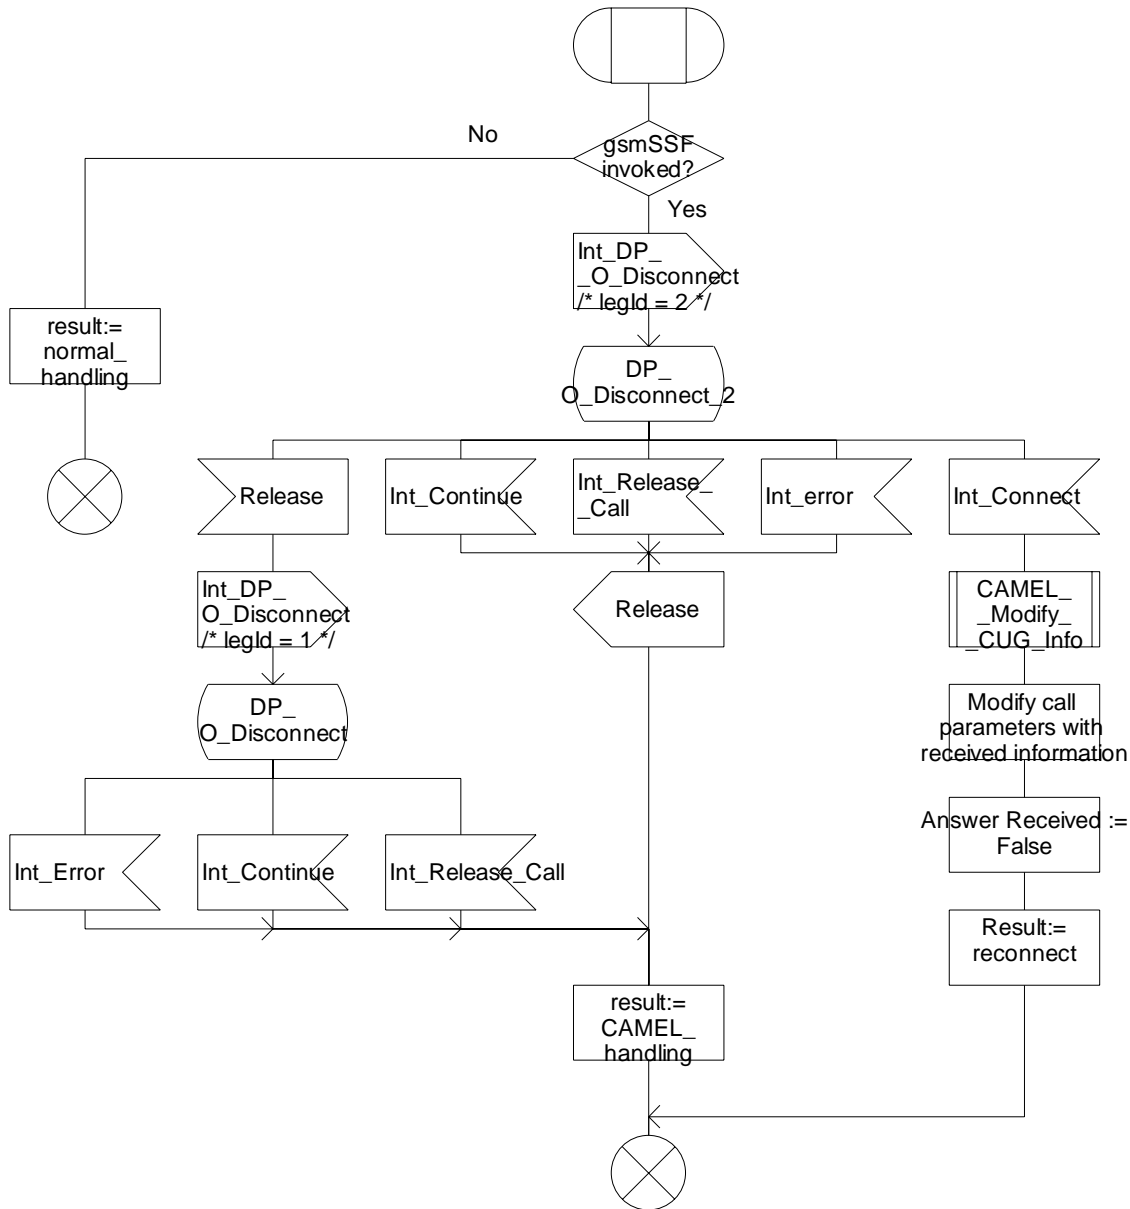 No
gsmSSF
invoked?
Yes
Int_DP_
_O_Disconnect
/* legId = 2 */
result:=
normal_
handling
DP_
O_Disconnect_2
Release
Int_Continue
Int_Release_
_Call
Int_error
Int_Connect
Int_DP_
O_Disconnect
/* legId = 1 */
Release
CAMEL_
_Modify_
_CUG_Info
DP_
O_Disconnect
Modify call
parameters with
received information
Int_Error
Int_Continue
Int_Release_Call
Answer Received :=
False
Result:=
reconnect
result:=
CAMEL_
handling